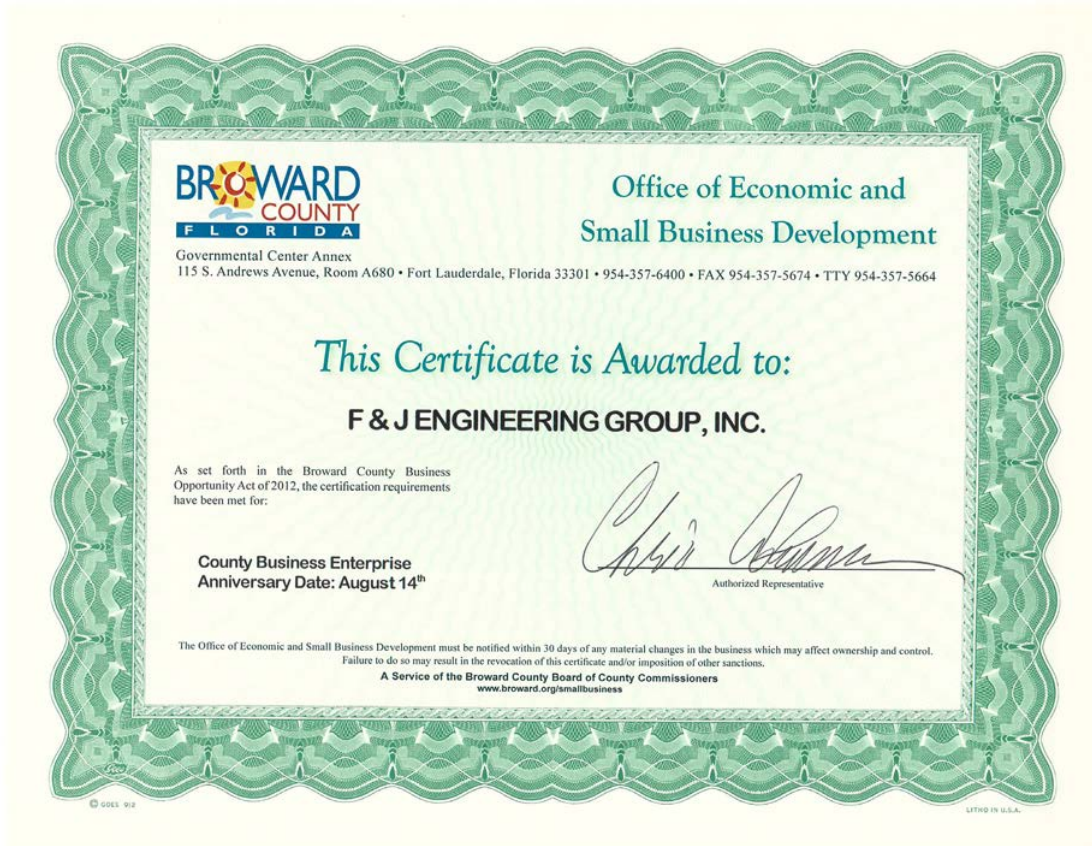 BROWARD
COUNTY
FLORIDA
Office of Economic and
Small Business Development
Governmental Center Annex
115 S. Andrews Avenue, Room A680 • Fort Lauderdale, Florida 33301 • 954-357-6400 • FAX 954-357-5674 • TTY 954-357-5664
This Certificate is Awarded to:
F & J ENGINEERING GROUP, INC.
As set forth in the Broward County Business
Opportunity Act of 2012, the certification requirements
have been met for:
County Business Enterprise
Anniversary Date: August 14th
Authorized Representative
The Office of Economic and Small Business Development must be notified within 30 days of any material changes in the business which may affect ownership and control.
Failure to do so may result in the revocation of this certificate and/or imposition of other sanctions.
A Service of the Broward County Board of County Commissioners
www.broward.org/smallbusiness
© GOES 912
LITHO IN U.S.A.